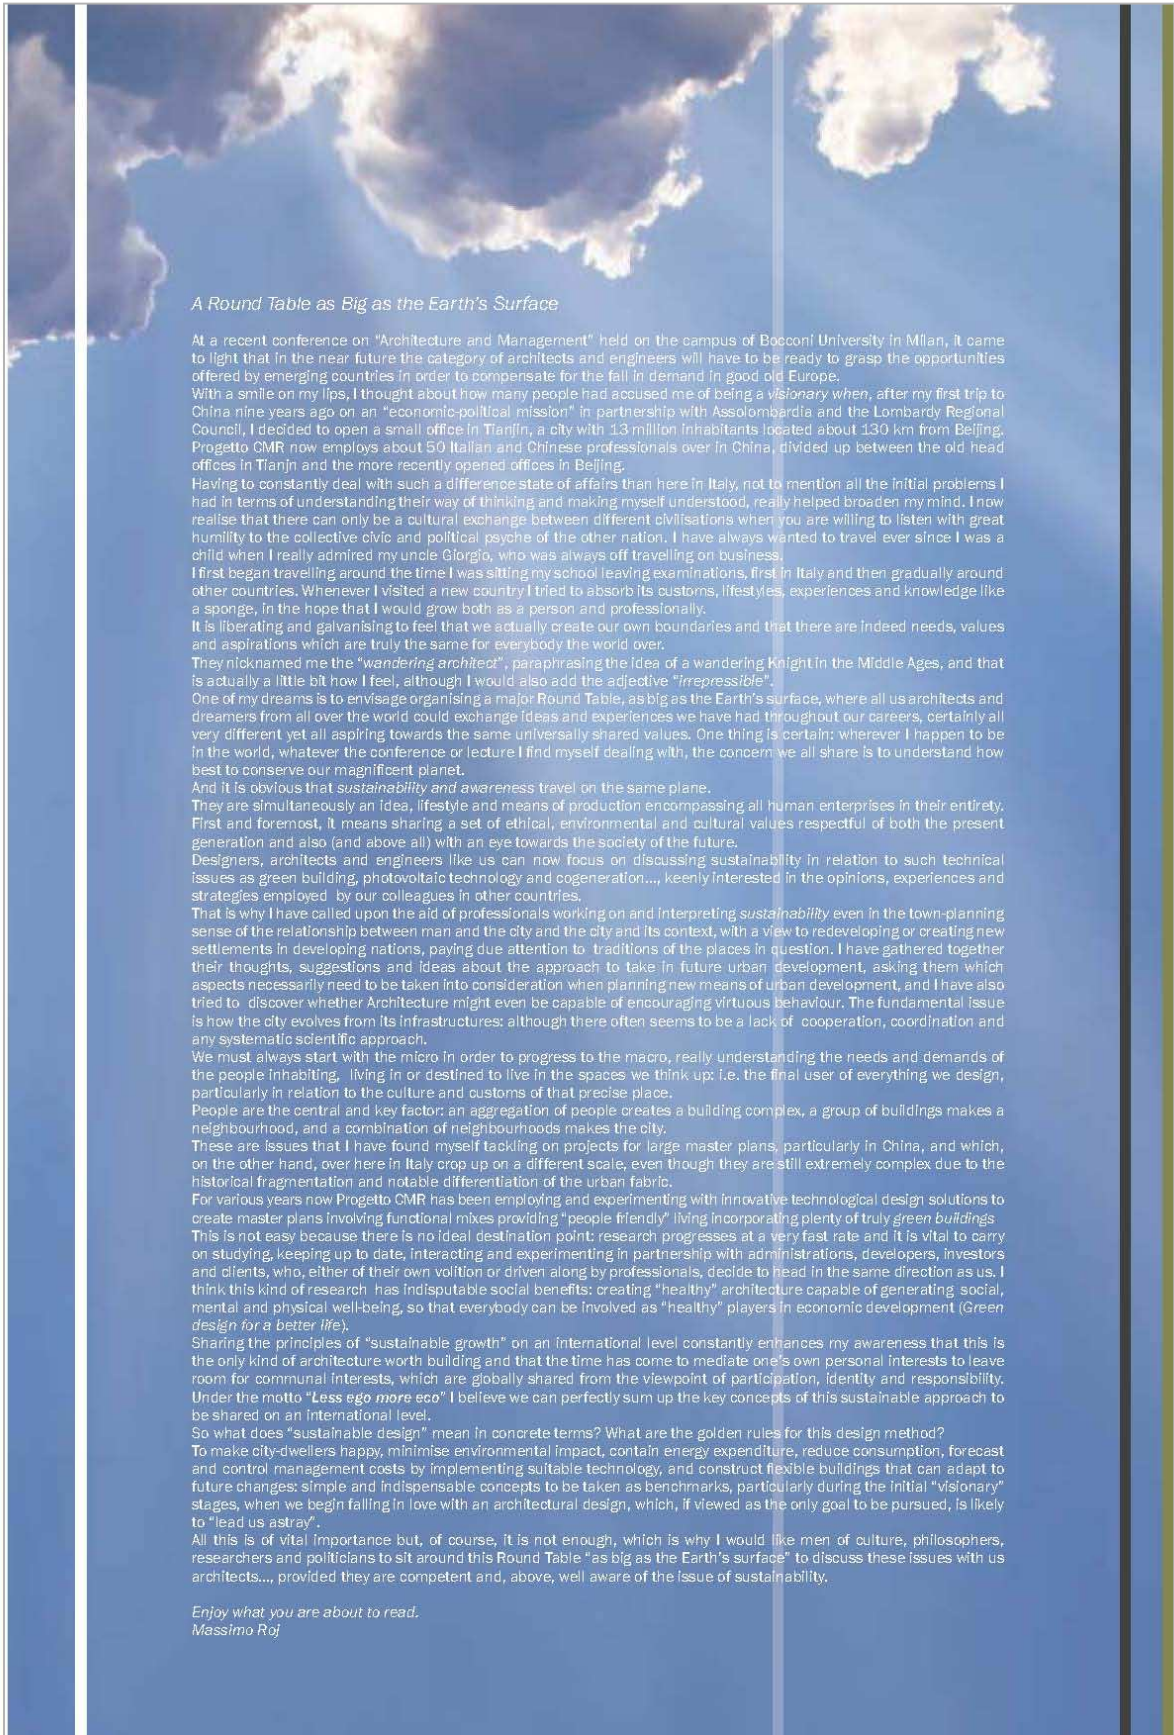 A Round Table as Big as the Earth's Surface
At a recent conference on "Architecture and Management" held on the campus of Bocconi University in Milan, it came
to light that in the near future the category of architects and engineers will have to be ready to grasp the opportunities
offered by emerging countries in order to compensate for the fall in demand in good old Europe.
With a smile on my lips, I thought about how many people had accused me of being a visionary when, after my first trip to
China nine years ago on an "economic-political mission" in partnership with Assolombardia and the Lombardy Regional
Council, I decided to open a small office in Tianjin, a city with 13 million inhabitants located about 130 km from Beijing.
Progetto CMR now employs about 50 Italian and Chinese professionals over in China, divided up between the old head
offices in Tianjn and the more recently opened offices in Beijing.
Having to constantly deal with such a difference state of affairs than here in Italy, not to mention all the initial problems I
had in terms of understanding their way of thinking and making myself understood, really helped broaden my mind. I now
realise that there can only be a cultural exchange between different civilisations when you are willing to listen with great
humility to the collective civic and political psyche of the other nation. I have always wanted to travel ever since I was a
child when I really admired my uncle Giorgio, who was always off travelling on business.
I first began travelling around the time I was sitting my school leaving examinations, first in Italy and then gradually around
other countries. Whenever I visited a new country I tried to absorb its customs, lifestyles, experiences and knowledge like
a sponge, in the hope that I would grow both as a person and professionally.
It is liberating and galvanising to feel that we actually create our own boundaries and that there are indeed needs, values
and aspirations which are truly the same for everybody the world over.
They nicknamed me the "wandering architect", paraphrasing the idea of a wandering Knight in the Middle Ages, and that
is actually a little bit how I feel, although I would also add the adjective "irrepressible".
One of my dreams is to envisage organising a major Round Table, as big as the Earth's surface, where all us architects and
dreamers from all over the world could exchange ideas and experiences we have had throughout our careers, certainly all
very different yet all aspiring towards the same universally shared values. One thing is certain: wherever I happen to be
in the world, whatever the conference or lecture I find myself dealing with, the concern we all share is to understand how
best to conserve our magnificent planet.
And it is obvious that sustainability and awareness travel on the same plane.
They are simultaneously an idea, lifestyle and means of production encompassing all human enterprises in their entirety.
First and foremost, it means sharing a set of ethical, environmental and cultural values respectful of both the present
generation and also (and above all) with an eye towards the society of the future.
Designers, architects and engineers like us can now focus on discussing sustainability in relation to such technical
issues as green building, photovoltaic technology and cogeneration..., keenly interested in the opinions, experiences and
strategies employed by our colleagues in other countries.
That is why I have called upon the aid of professionals working on and interpreting sustainability even in the town-planning
sense of the relationship between man and the city and the city and its context, with a view to redeveloping or creating new
settlements in developing nations, paying due attention to traditions of the places in question. I have gathered together
their thoughts, suggestions and ideas about the approach to take in future urban development, asking them which
aspects necessarily need to be taken into consideration when planning new means of urban development, and I have also
tried to discover whether Architecture might even be capable of encouraging virtuous behaviour. The fundamental issue
is how the city evolves from its infrastructures: although there often seems to be a lack of cooperation, coordination and
any systematic scientific approach.
We must always start with the micro in order to progress to the macro, really understanding the needs and demands of
the people inhabiting, living in or destined to live in the spaces we think up: i.e. the final user of everything we design,
particularly in relation to the culture and customs of that precise place.
People are the central and key factor: an aggregation of people creates a building complex, a group of buildings makes a
neighbourhood, and a combination of neighbourhoods makes the city.
These are issues that I have found myself tackling on projects for large master plans, particularly in China, and which,
on the other hand, over here in Italy crop up on a different scale, even though they are still extremely complex due to the
historical fragmentation and notable differentiation of the urban fabric.
For various years now Progetto CMR has been employing and experimenting with innovative technological design solutions to
create master plans involving functional mixes providing "people friendly" living incorporating plenty of truly green buildings
This is not easy because there is no ideal destination point: research progresses at a very fast rate and it is vital to carry
on studying, keeping up to date, interacting and experimenting in partnership with administrations, developers, investors
and clients, who, either of their own volition or driven along by professionals, decide to head in the same direction as us. I
think this kind of research has indisputable social benefits: creating "healthy" architecture capable of generating social,
mental and physical well-being, so that everybody can be involved as "healthy" players in economic development (Green
design for a better life).
Sharing the principles of "sustainable growth" on an international level constantly enhances my awareness that this is
the only kind of architecture worth building and that the time has come to mediate one's own personal interests to leave
room for communal interests, which are globally shared from the viewpoint of participation, identity and responsibility.
Under the motto "Less ego more eco" I believe we can perfectly sum up the key concepts of this sustainable approach to
be shared on an international level.
So what does "sustainable design" mean in concrete terms? What are the golden rules for this design method?
To make city-dwellers happy, minimise environmental impact, contain energy expenditure, reduce consumption, forecast
and control management costs by implementing suitable technology, and construct flexible buildings that can adapt to
future changes: simple and indispensable concepts to be taken as benchmarks, particularly during the initial "visionary"
stages, when we begin falling in love with an architectural design, which, if viewed as the only goal to be pursued, is likely
to "lead us astray".
All this is of vital importance but, of course, it is not enough, which is why I would like men of culture, philosophers,
researchers and politicians to sit around this Round Table "as big as the Earth's surface" to discuss these issues with us
architects..., provided they are competent and, above, well aware of the issue of sustainability.
Enjoy what you are about to read.
Massimo Roj